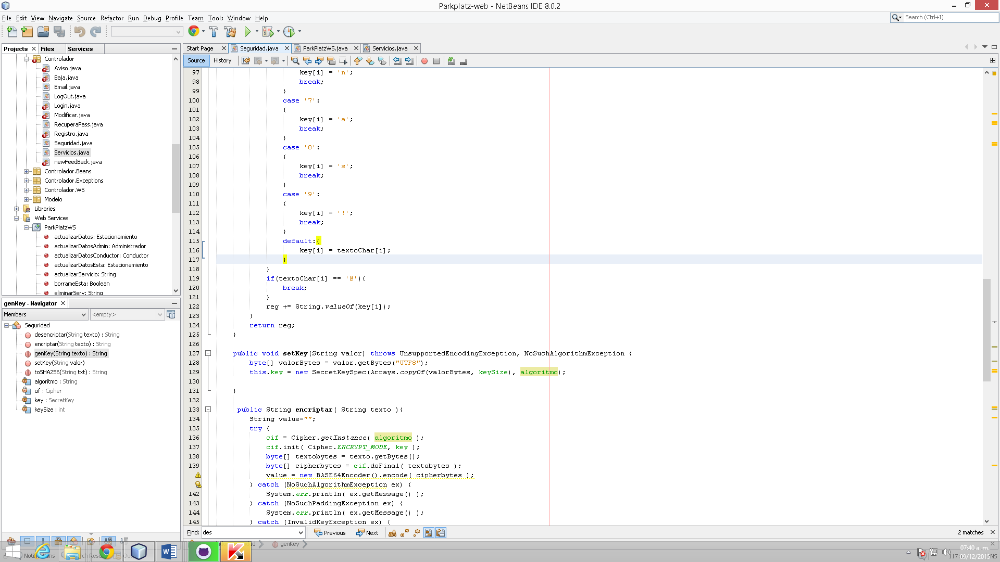 Parkplatz-web - NetBeans IDE 8.0.2
File Edit View Navigate Source Refactor Run Debug Profile Team Tools Window Help
Search (Ctrl+I)
Projects Files Services
Controlador
Aviso.java
Baja.java
Email.java
LogOut.java
Login.java
Modificar.java
RecuperaPass.java
Registro.java
Seguridad.java
Servicios.java
newFeedBack.java
Controlador.Beans
Controlador.Exceptions
Controlador.WS
Modelo
Libraries
Web Services
ParkPlatzWS
actualizarDatos: Estacionamiento
actualizarDatosAdmin: Administrador
actualizarDatosConductor: Conductor
actualizarDatosEsta: Estacionamiento
actualizarServicio: String
borrameEsta: Boolean
eliminarServ: String
genKey - Navigator
Members
<empty>
Seguridad
desencriptar(String texto) : String
encriptar(String texto) : String
genKey(String texto) : String
setKey(String valor)
toSHA256(String txt) : String
algoritmo : String
cif : Cipher
key : SecretKey
keySize : int
Start Page Seguridad.java ParkPlatzWS.java Servicios.java
Source History
97 key[i] = 'n';
98 break;
99 }
100 case '7':
101 {
102 key[i] = 'a';
103 break;
104 }
105 case '8':
106 {
107 key[i] = 's';
108 break;
109 }
110 case '9':
111 {
112 key[i] = '!';
113 break;
114 }
115 default:{
116 key[i] = textoChar[i];
117 }
118 }
119 if(textoChar[i] == '@'){
120 break;
121 }
122 reg += String.valueOf(key[i]);
123 }
124 return reg;
125 }
126
127 public void setKey(String valor) throws UnsupportedEncodingException, NoSuchAlgorithmException {
128 byte[] valorBytes = valor.getBytes("UTF8");
129 this.key = new SecretKeySpec(Arrays.copyOf(valorBytes, keySize), algoritmo);
130
131 }
132
133 public String encriptar( String texto ){
134 String value="";
135 try {
136 cif = Cipher.getInstance( algoritmo );
137 cif.init( Cipher.ENCRYPT_MODE, key );
138 byte[] textobytes = texto.getBytes();
139 byte[] cipherbytes = cif.doFinal( textobytes );
value = new BASE64Encoder().encode( cipherbytes );
} catch (NoSuchAlgorithmException ex) {
142 System.err.println( ex.getMessage() );
143 } catch (NoSuchPaddingException ex) {
144 System.err.println( ex.getMessage() );
145 } catch (InvalidKeyException ex) {
Find: des Previous Next 2 matches
genKey
07:40 a. m.